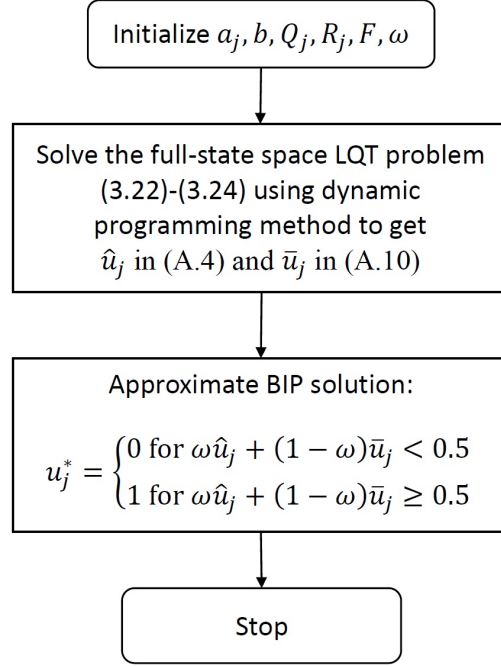 Initialize a_j, b, Q_j, R_j, F, ω
Solve the full-state space LQT problem
(3.22)-(3.24) using dynamic
programming method to get
û_j in (A.4) and ū_j in (A.10)
Approximate BIP solution:
u_j^* = {0 for ωû_j + (1 − ω)ū_j < 0.5
1 for ωû_j + (1 − ω)ū_j ≥ 0.5
Stop